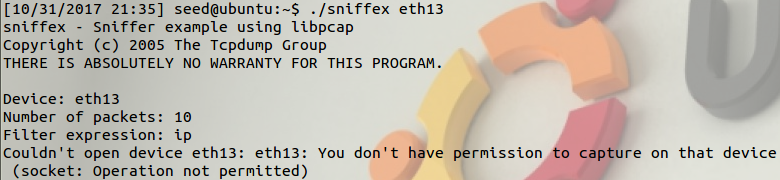 [10/31/2017 21:35] seed@ubuntu:~$ ./sniffex eth13
sniffex - Sniffer example using libpcap
Copyright (c) 2005 The Tcpdump Group
THERE IS ABSOLUTELY NO WARRANTY FOR THIS PROGRAM.

Device: eth13
Number of packets: 10
Filter expression: ip
Couldn't open device eth13: eth13: You don't have permission to capture on that device
(socket: Operation not permitted)